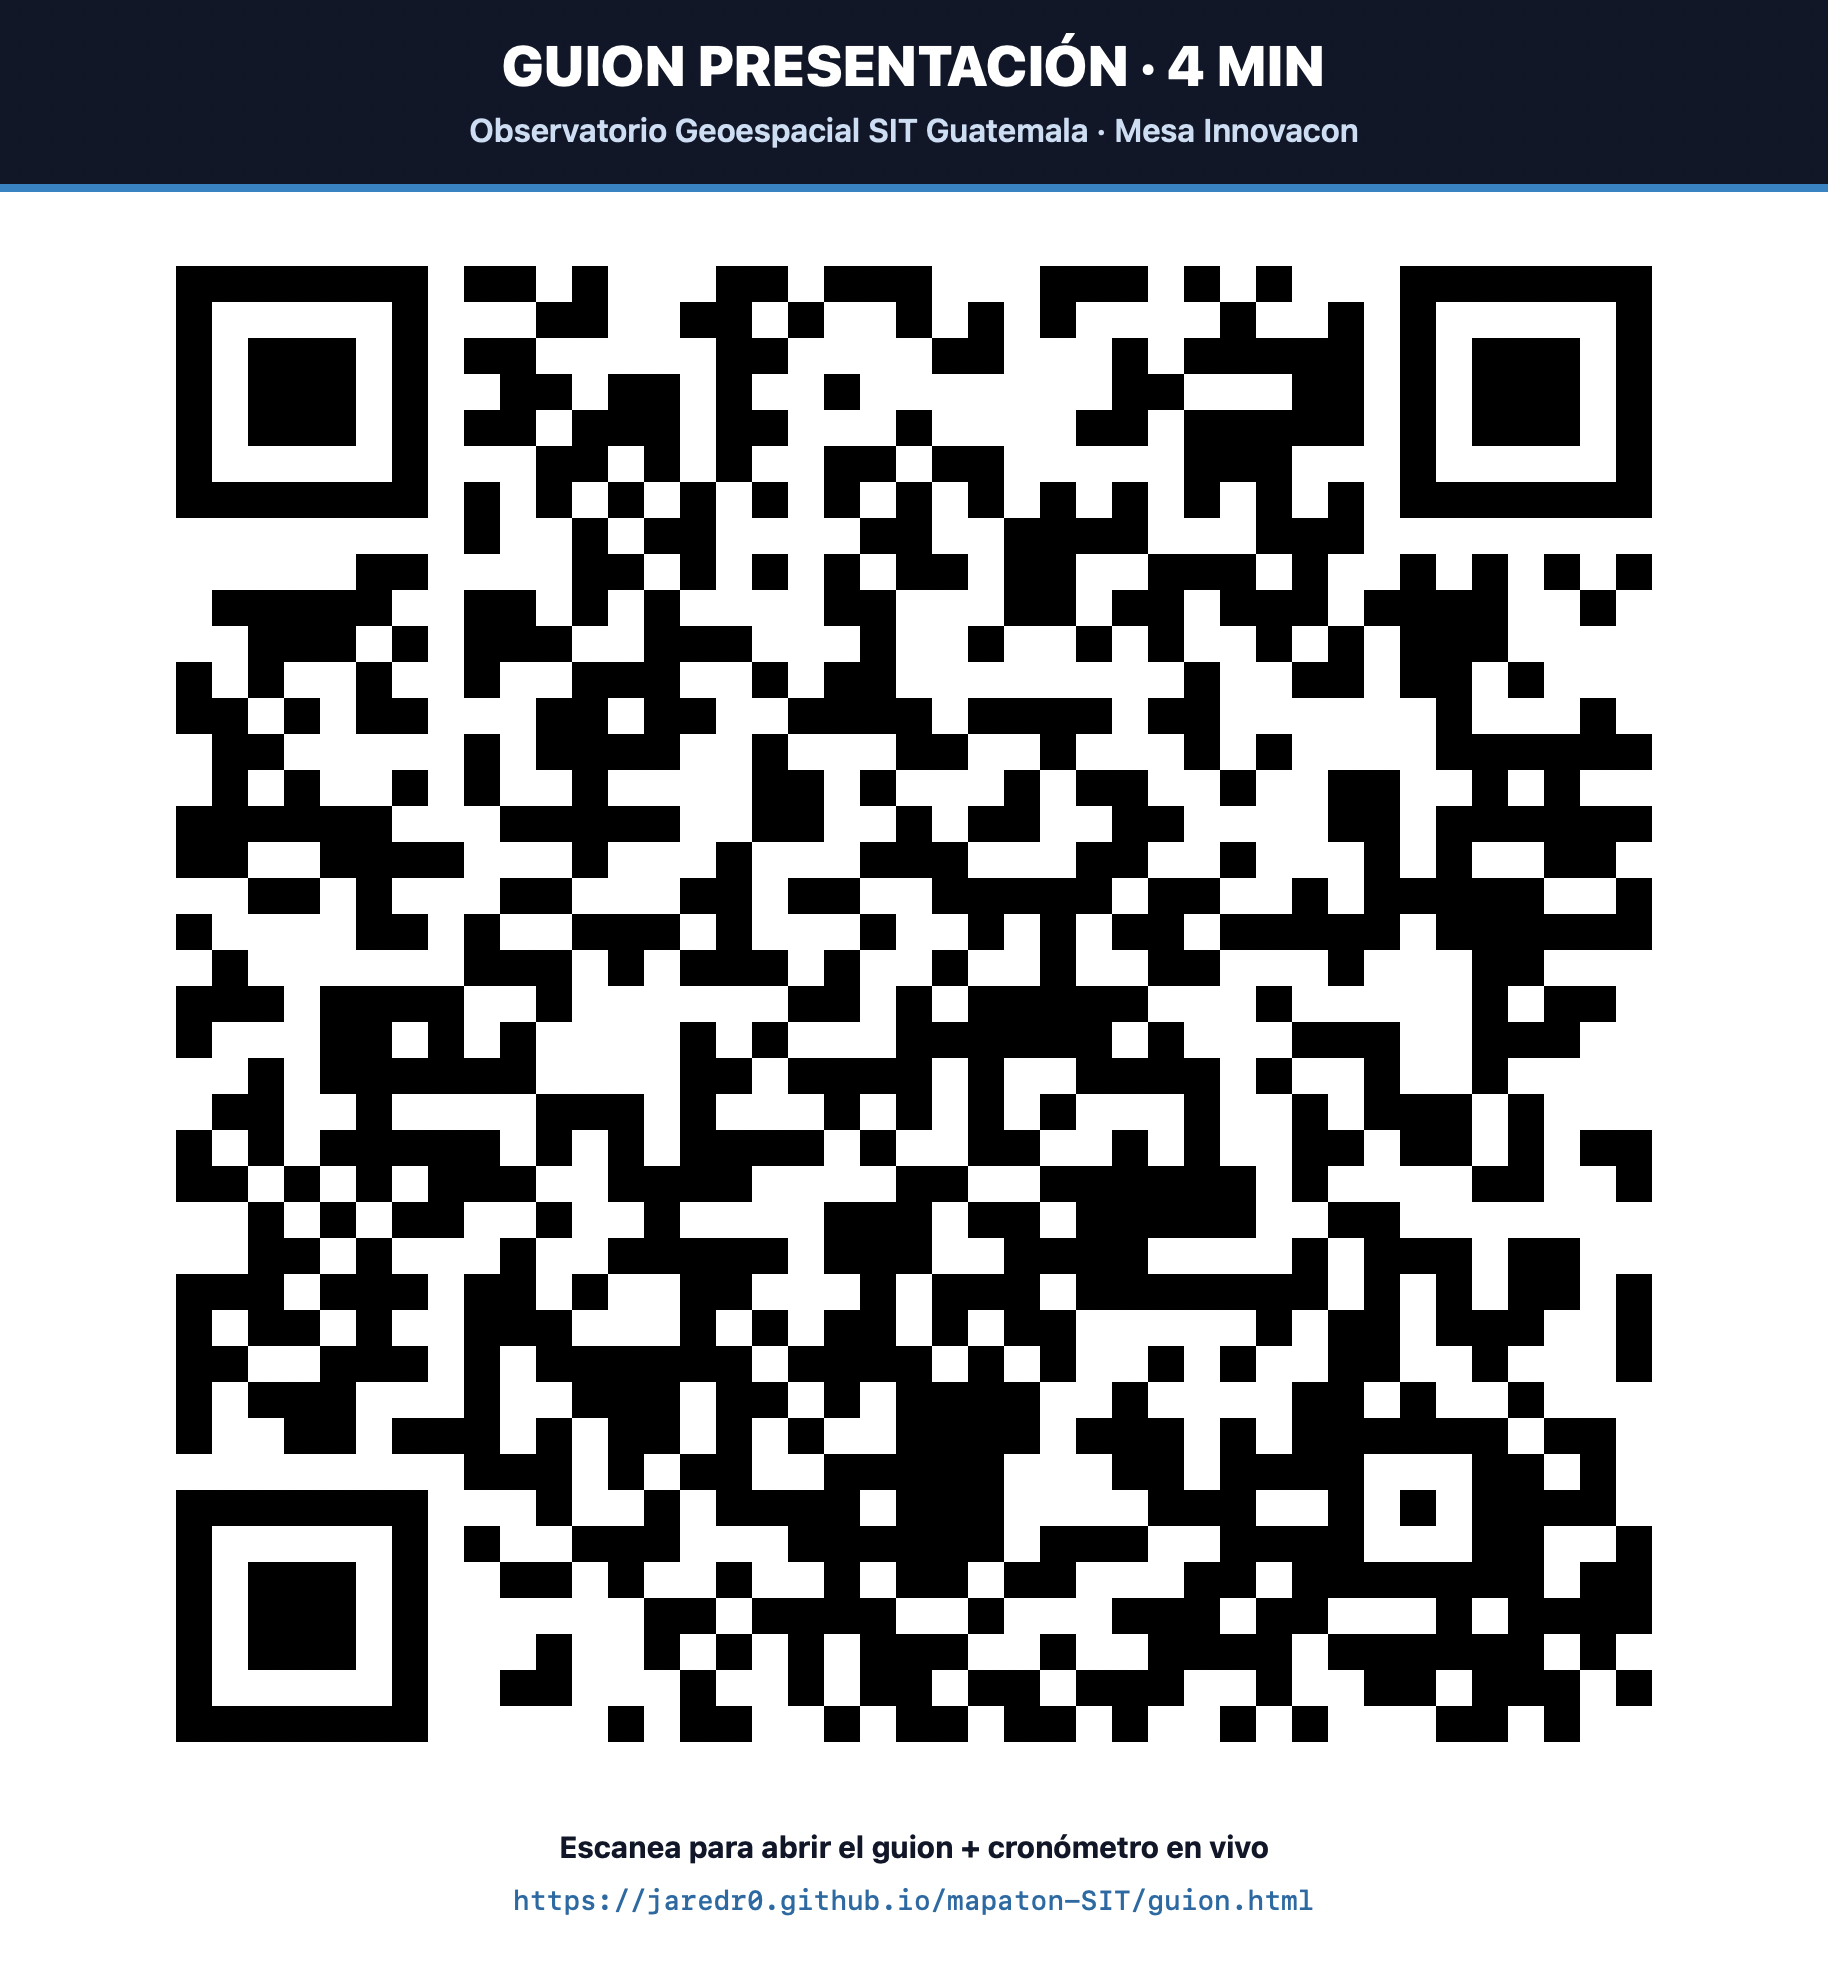 GUION PRESENTACIÓN · 4 MIN
Observatorio Geoespacial SIT Guatemala · Mesa Innovacon
Escanea para abrir el guion + cronómetro en vivo
https://jaredr0.github.io/mapaton-SIT/guion.html